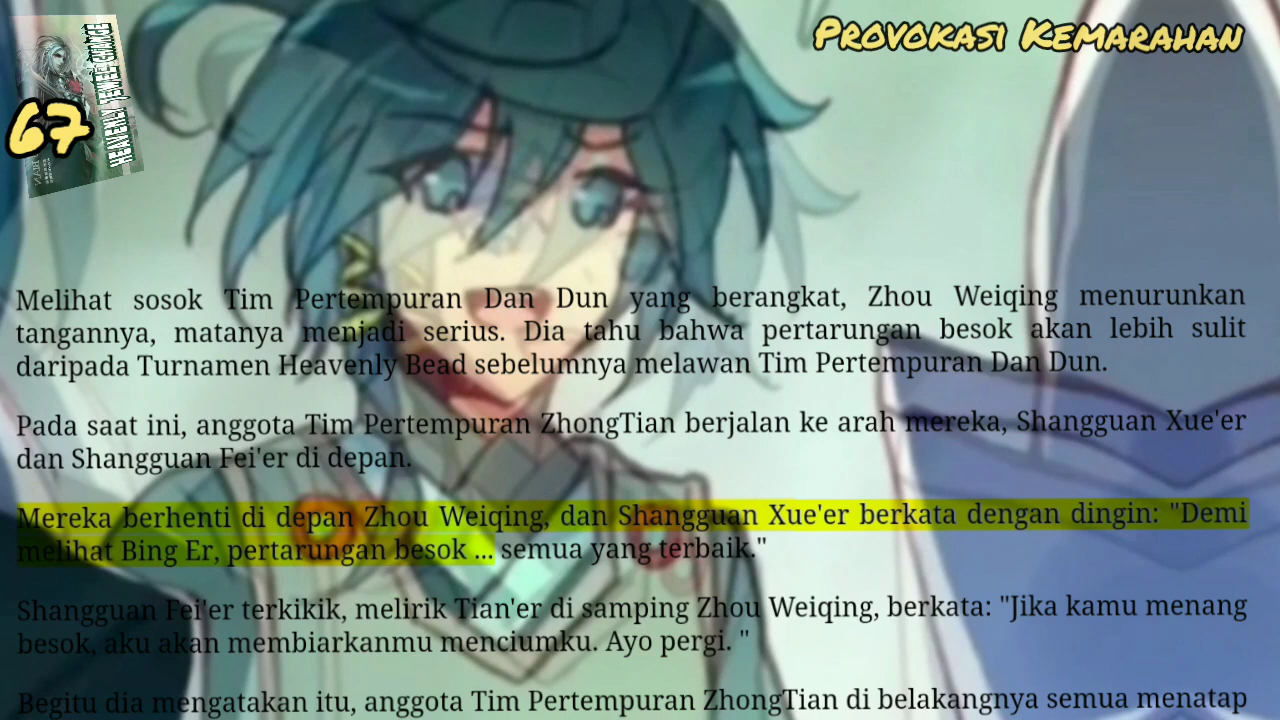 Provokasi Kemarahan
67
HEAVENLY JEWEL CHANGE
Melihat sosok Tim Pertempuran Dan Dun yang berangkat, Zhou Weiqing menurunkan
tangannya, matanya menjadi serius. Dia tahu bahwa pertarungan besok akan lebih sulit
daripada Turnamen Heavenly Bead sebelumnya melawan Tim Pertempuran Dan Dun.
Pada saat ini, anggota Tim Pertempuran ZhongTian berjalan ke arah mereka, Shangguan Xue'er
dan Shangguan Fei'er di depan.
Mereka berhenti di depan Zhou Weiqing, dan Shangguan Xue'er berkata dengan dingin: "Demi
melihat Bing Er, pertarungan besok ... semua yang terbaik."
Shangguan Fei'er terkikik, melirik Tian'er di samping Zhou Weiqing, berkata: "Jika kamu menang
besok, aku akan membiarkanmu menciumku. Ayo pergi. "
Begitu dia mengatakan itu, anggota Tim Pertempuran ZhongTian di belakangnya semua menatap